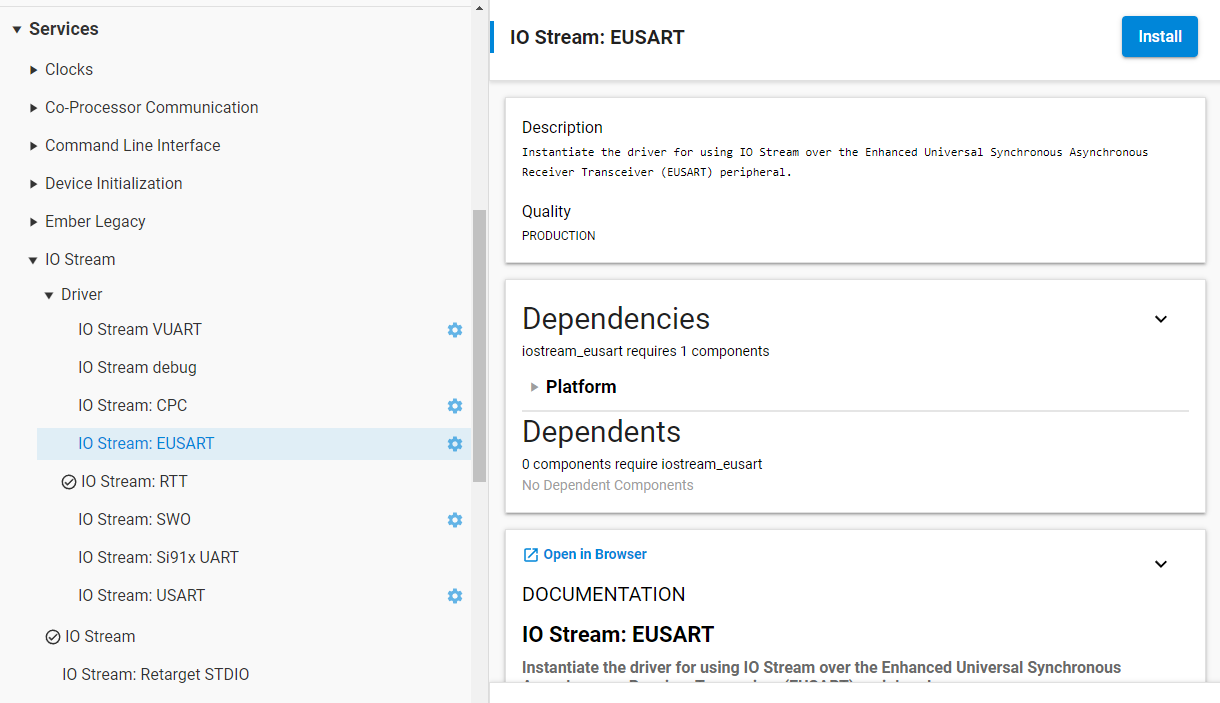 Services
Clocks
Co-Processor Communication
Command Line Interface
Device Initialization
Ember Legacy
IO Stream
Driver
IO Stream VUART
IO Stream debug
IO Stream: CPC
IO Stream: EUSART
IO Stream: RTT
IO Stream: SWO
IO Stream: Si91x UART
IO Stream: USART
IO Stream
IO Stream: Retarget STDIO
IO Stream: EUSART
Install
Description
Instantiate the driver for using IO Stream over the Enhanced Universal Synchronous Asynchronous
Receiver Transceiver (EUSART) peripheral.
Quality
PRODUCTION
Dependencies
iostream_eusart requires 1 components
Platform
Dependents
0 components require iostream_eusart
No Dependent Components
Open in Browser
DOCUMENTATION
IO Stream: EUSART
Instantiate the driver for using IO Stream over the Enhanced Universal Synchronous